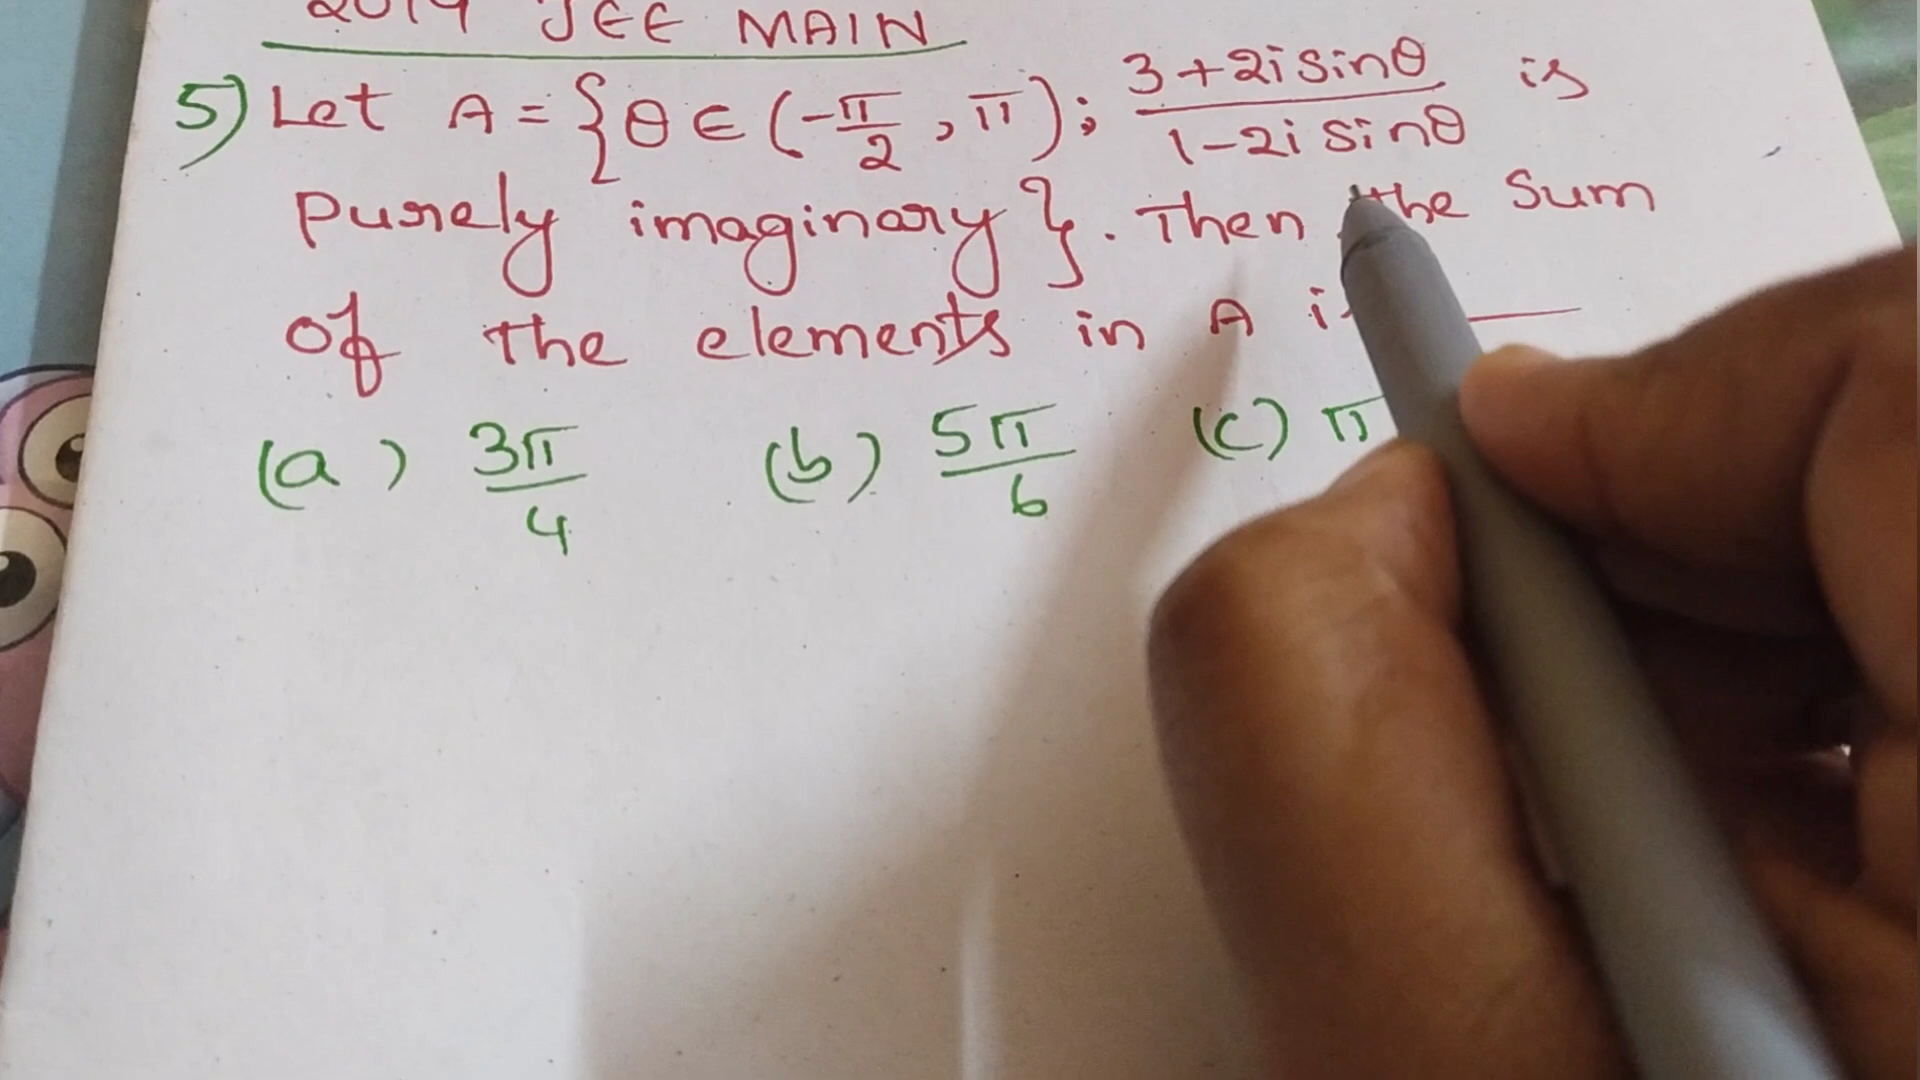 2019 JEE MAIN
5) Let A = { θ ∈ (-π/2, π); (3+2i sinθ)/(1-2i sinθ) is
purely imaginary }. Then the sum
of the elements in A
(a) 3π/4 (b) 5π/6 (c) π